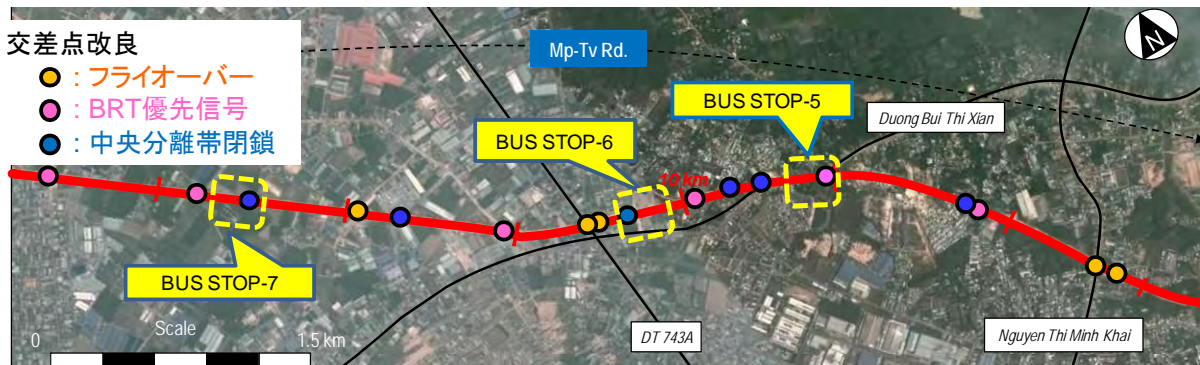 交差点改良
：フライオーバー
：BRT優先信号
：中央分離帯閉鎖
Mp-Tv Rd.
N
BUS STOP-5
Duong Bui Thi Xian
BUS STOP-6
10 km
BUS STOP-7
Scale
0
1.5 km
DT 743A
Nguyen Thi Minh Khai